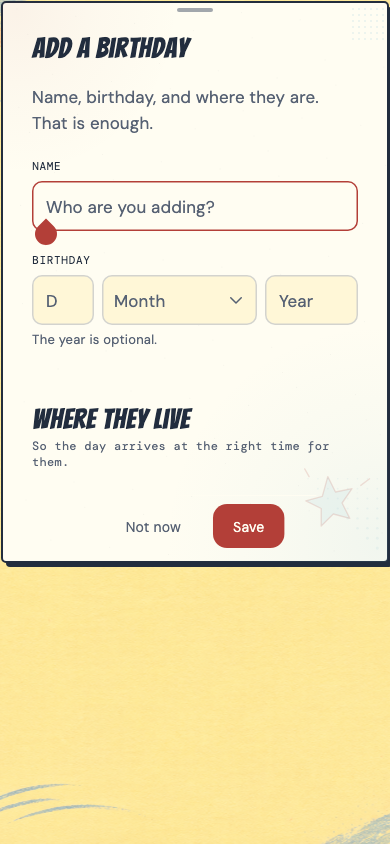 ADD A BIRTHDAY
Name, birthday, and where they are.
That is enough.
NAME
Who are you adding?
BIRTHDAY
D
Month
Year
The year is optional.
WHERE THEY LIVE
So the day arrives at the right time for
them.
Not now
Save